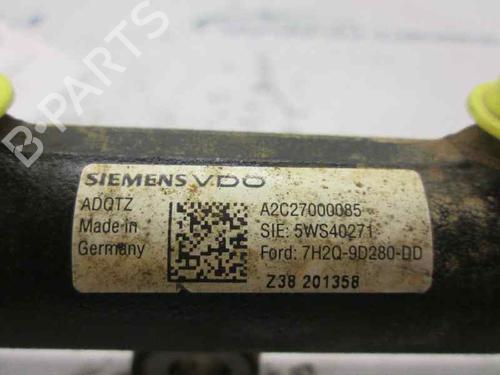 B-PARTS
SIEMENS VDO
ADQTZ
Made in
Germany
A2C27000085
SIE: 5WS40271
Ford: 7H2Q-9D280-DD
Z38 201358